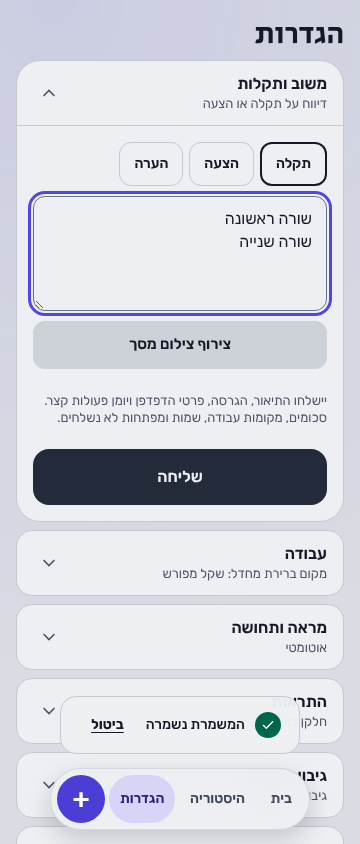 הגדרות
משוב ותקלות
דיווח על תקלה או הצעה
תקלה
הצעה
הערה
שורה ראשונה
שורה שנייה
צירוף צילום מסך
יישלחו התיאור, הגרסה, פרטי הדפדפן ויומן פעולות קצר.
סכומים, מקומות עבודה, שמות ומפתחות לא נשלחים.
שליחה
עבודה
מקום ברירת מחדל: שקל מפורש
מראה ותחושה
אוטומטי
המשמרת נשמרה
ביטול
בית
היסטוריה
הגדרות